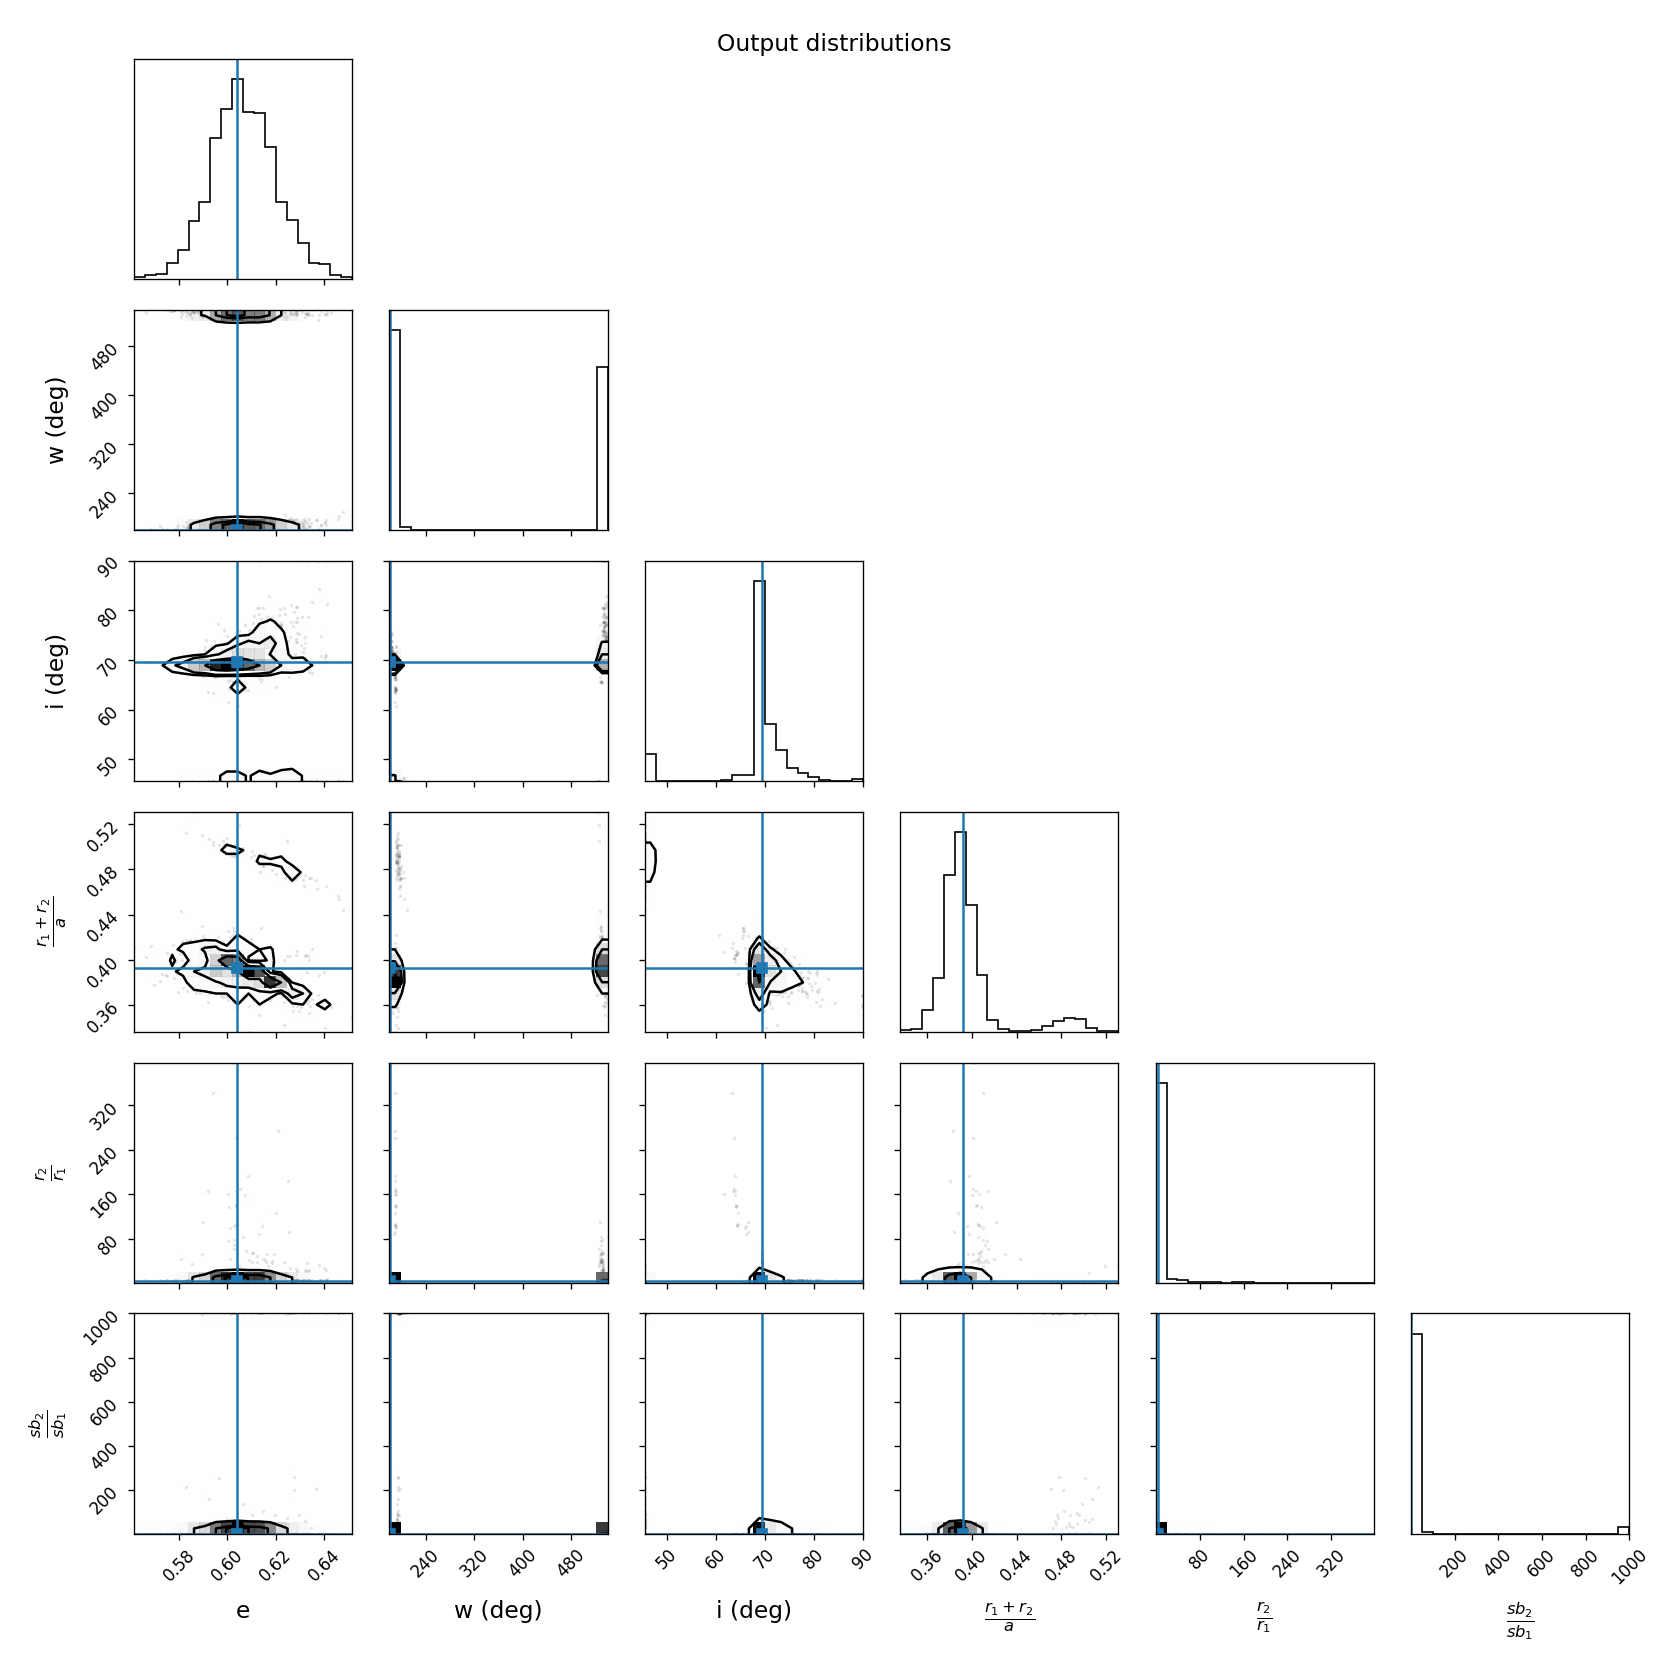 Output distributions
w (deg)
480
400
320
240
i (deg)
90
80
70
60
50
r₁ + r₂
a
0.52
0.48
0.44
0.40
0.36
r₂
r₁
320
240
160
80
sb₂
sb₁
1000
800
600
400
200
0.58 0.60 0.62 0.64
240 320 400 480
50 60 70 80 90
0.36 0.40 0.44 0.48 0.52
80 160 240 320
200 400 600 800 1000
e
w (deg)
i (deg)
r₁ + r₂
a
r₂
r₁
sb₂
sb₁